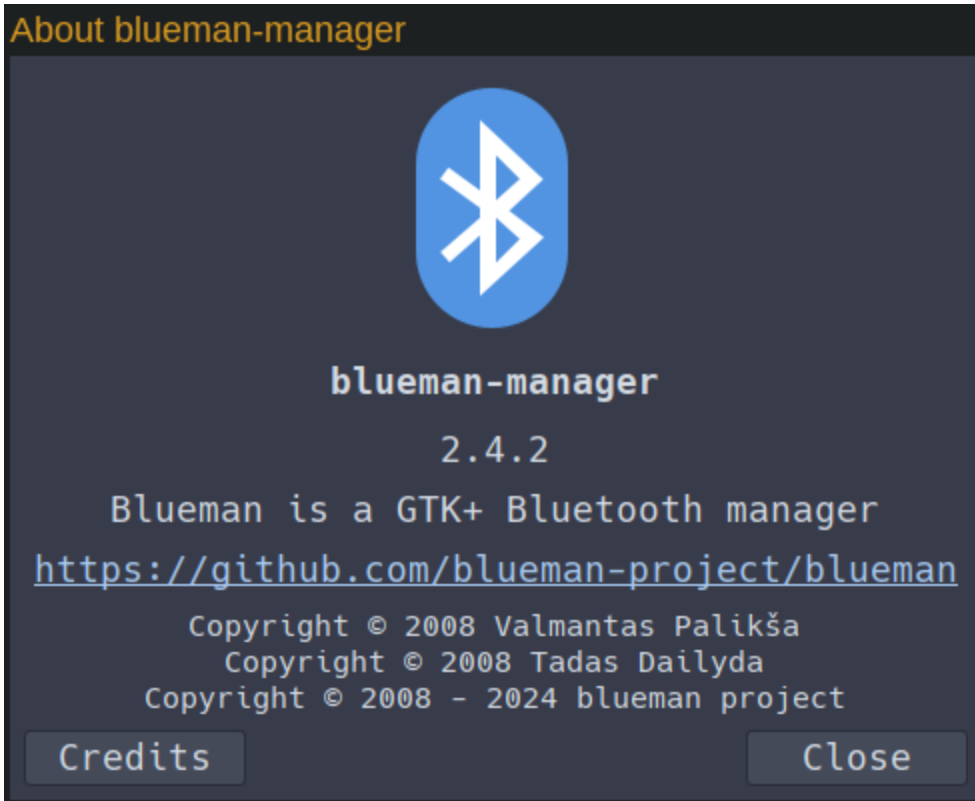 About blueman-manager
blueman-manager
2.4.2
Blueman is a GTK+ Bluetooth manager
https://github.com/blueman-project/blueman
Copyright © 2008 Valmantas Palikša
Copyright © 2008 Tadas Dailyda
Copyright © 2008 – 2024 blueman project
Credits
Close